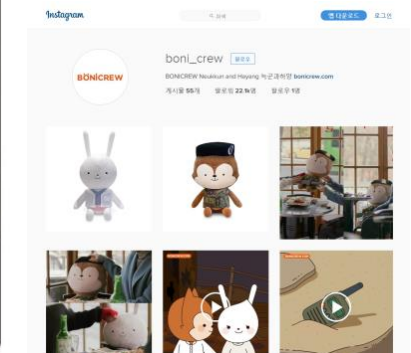 Instagram
검색
앱 다운로드 로그인
BONICREW
boni_crew 팔로우
BONICREW Neukkun and Hayang 늑군과하양 bonicrew.com
게시물 55개 팔로워 22.1k명 팔로우 1명